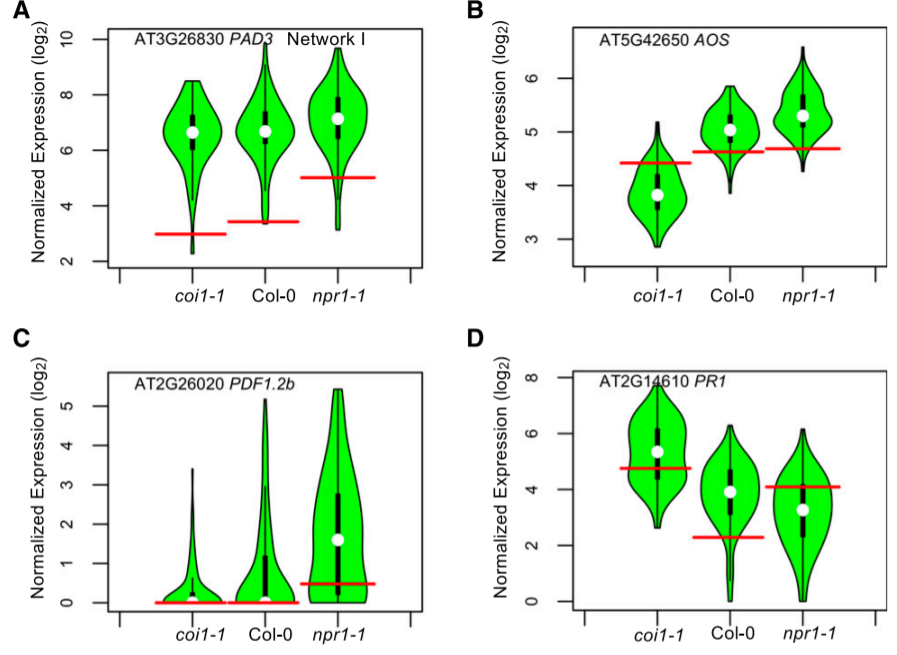 A
Normalized Expression (log2)
AT3G26830 PAD3 Network I
10
8
6
4
2
coi1-1 Col-0 npr1-1
B
Normalized Expression (log2)
AT5G42650 AOS
6
5
4
3
coi1-1 Col-0 npr1-1
C
Normalized Expression (log2)
AT2G26020 PDF1.2b
5
4
3
2
1
0
coi1-1 Col-0 npr1-1
D
Normalized Expression (log2)
AT2G14610 PR1
8
6
4
2
0
coi1-1 Col-0 npr1-1